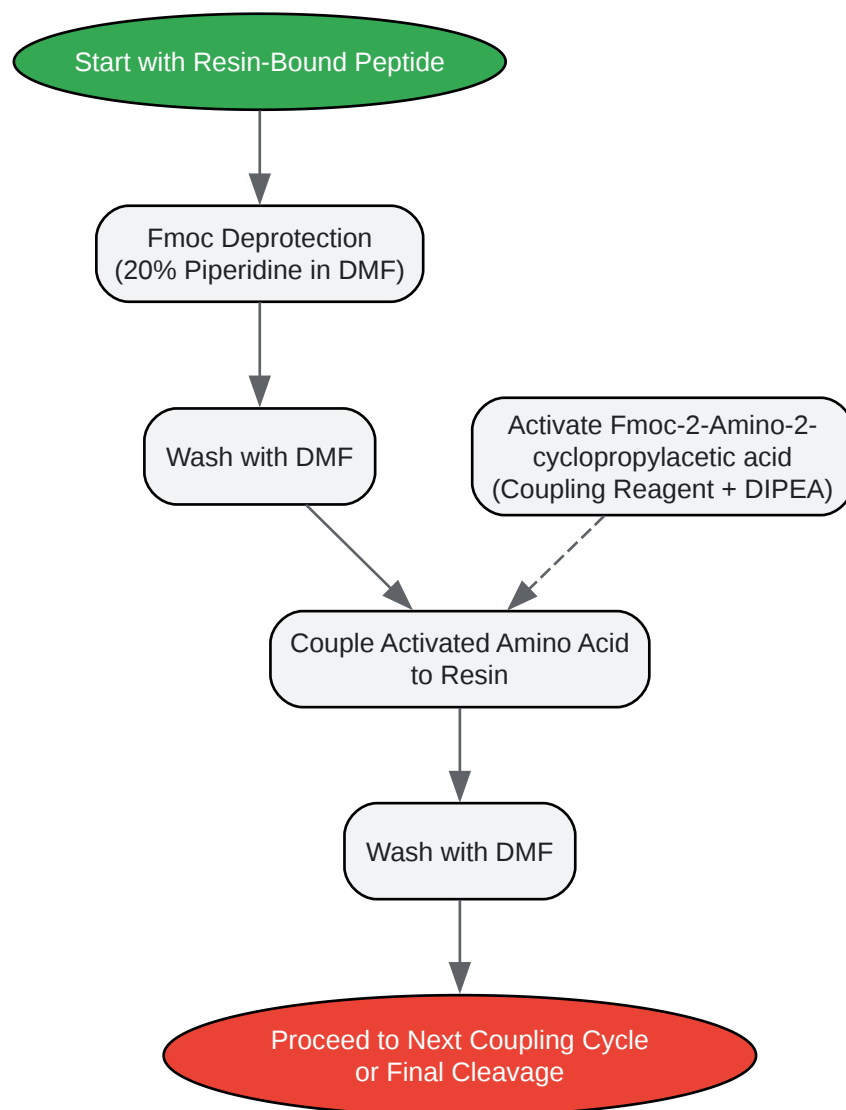 Start with Resin-Bound Peptide
Fmoc Deprotection
(20% Piperidine in DMF)
Wash with DMF
Activate Fmoc-2-Amino-2-
cyclopropylacetic acid
(Coupling Reagent + DIPEA)
Couple Activated Amino Acid
to Resin
Wash with DMF
Proceed to Next Coupling Cycle
or Final Cleavage